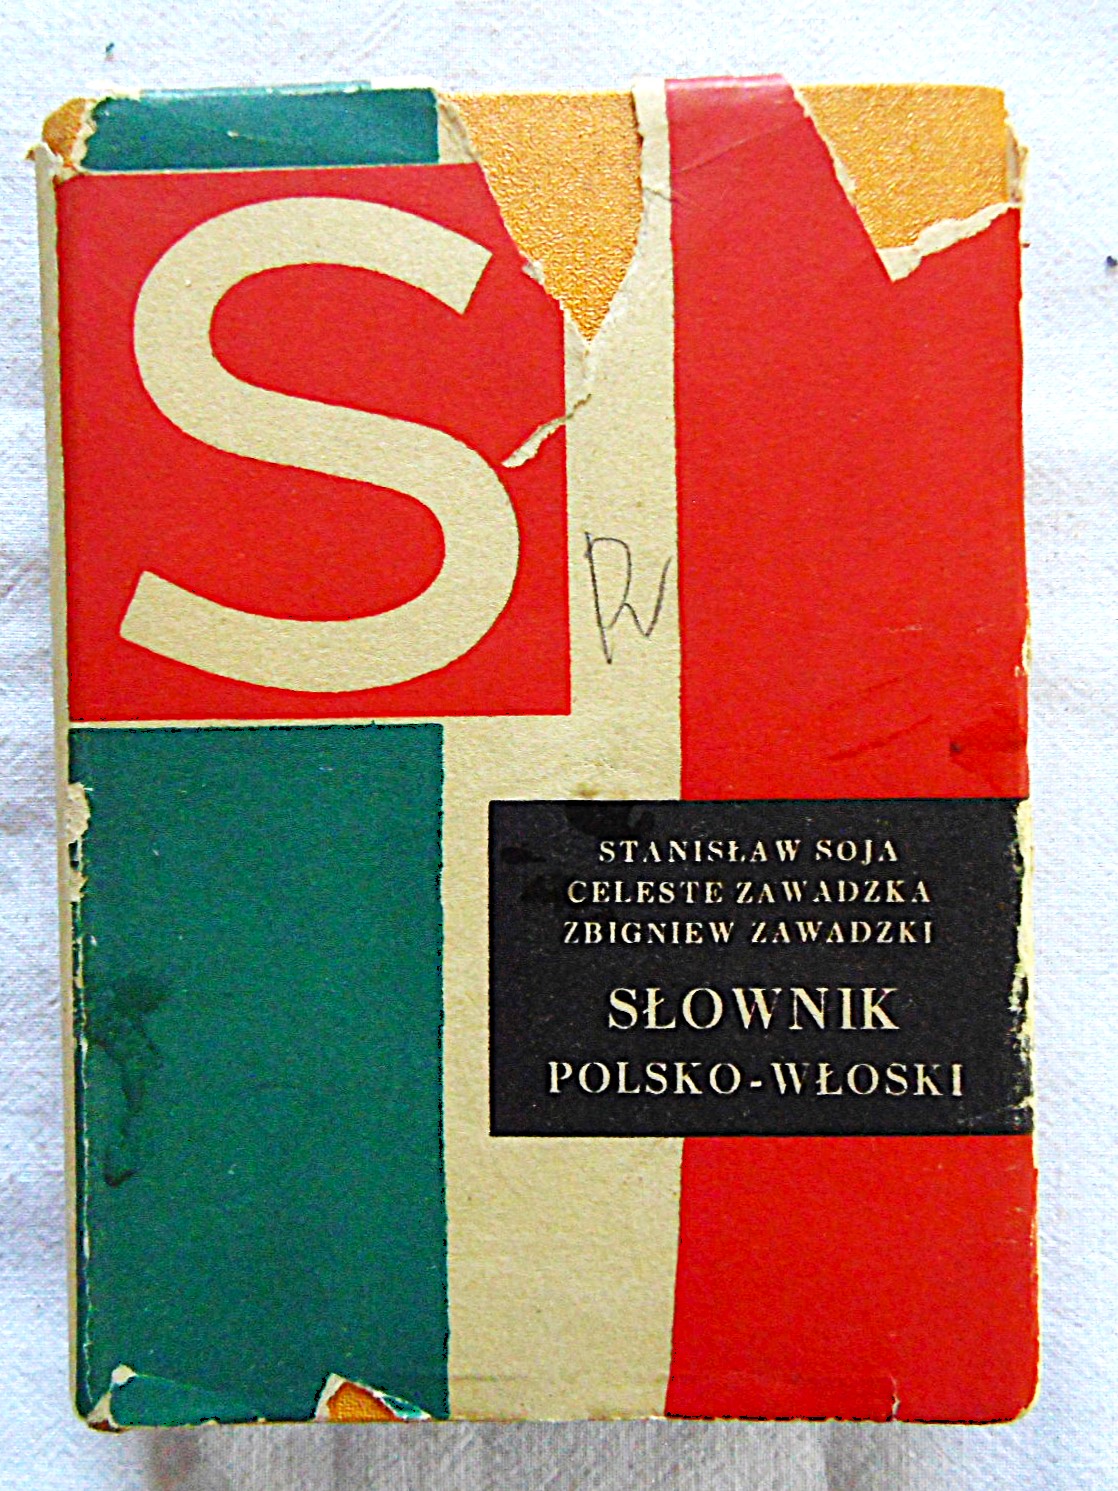 S
STANISŁAW SOJA
CELESTE ZAWADZKA
ZBIGNIEW ZAWADZKI
SŁOWNIK
POLSKO-WŁOSKI